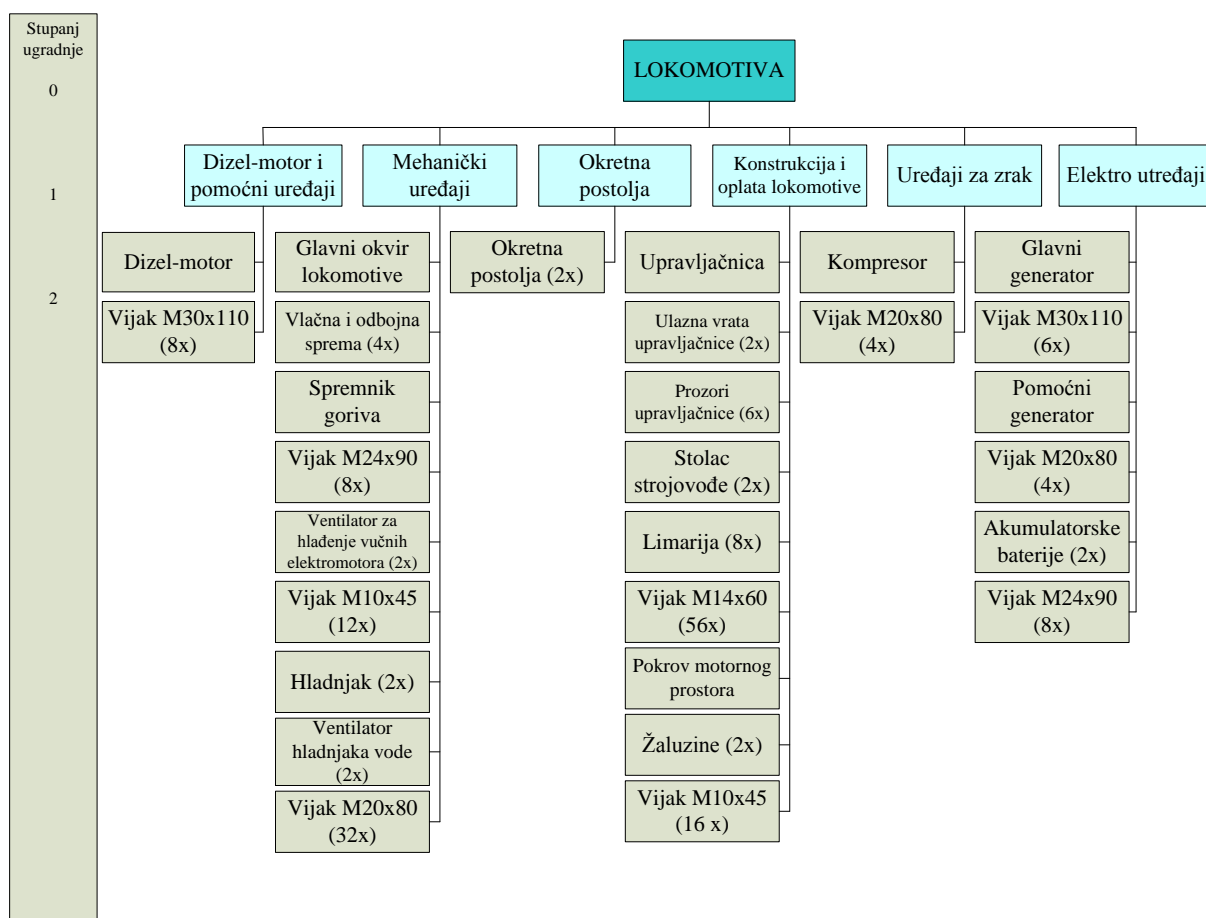 Stupanj
ugradnje
0
1
2
LOKOMOTIVA
Dizel-motor i
pomoćni uređaji
Mehanički
uređaji
Okretna
postolja
Konstrukcija i
oplata lokomotive
Uređaji za zrak
Elektro utređaji
Dizel-motor
Vijak M30x110
(8x)
Glavni okvir
lokomotive
Vlačna i odbojna
sprema (4x)
Spremnik
goriva
Vijak M24x90
(8x)
Ventilator za
hlađenje vučnih
elektromotora (2x)
Vijak M10x45
(12x)
Hladnjak (2x)
Ventilator
hladnjaka vode
(2x)
Vijak M20x80
(32x)
Okretna
postolja (2x)
Upravljačnica
Ulazna vrata
upravljačnice (2x)
Prozori
upravljačnice (6x)
Stolac
strojovođe (2x)
Limarija (8x)
Vijak M14x60
(56x)
Pokrov motornog
prostora
Žaluzine (2x)
Vijak M10x45
(16 x)
Kompresor
Vijak M20x80
(4x)
Glavni
generator
Vijak M30x110
(6x)
Pomoćni
generator
Vijak M20x80
(4x)
Akumulatorske
baterije (2x)
Vijak M24x90
(8x)